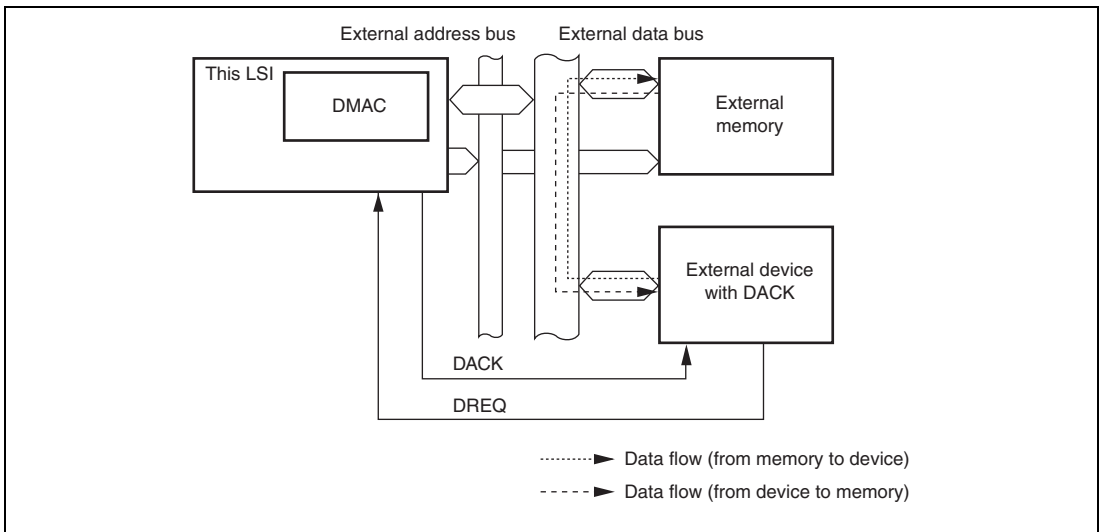 External address bus
External data bus
This LSI
DMAC
External
memory
External device
with DACK
DACK
DREQ
Data flow (from memory to device)
Data flow (from device to memory)